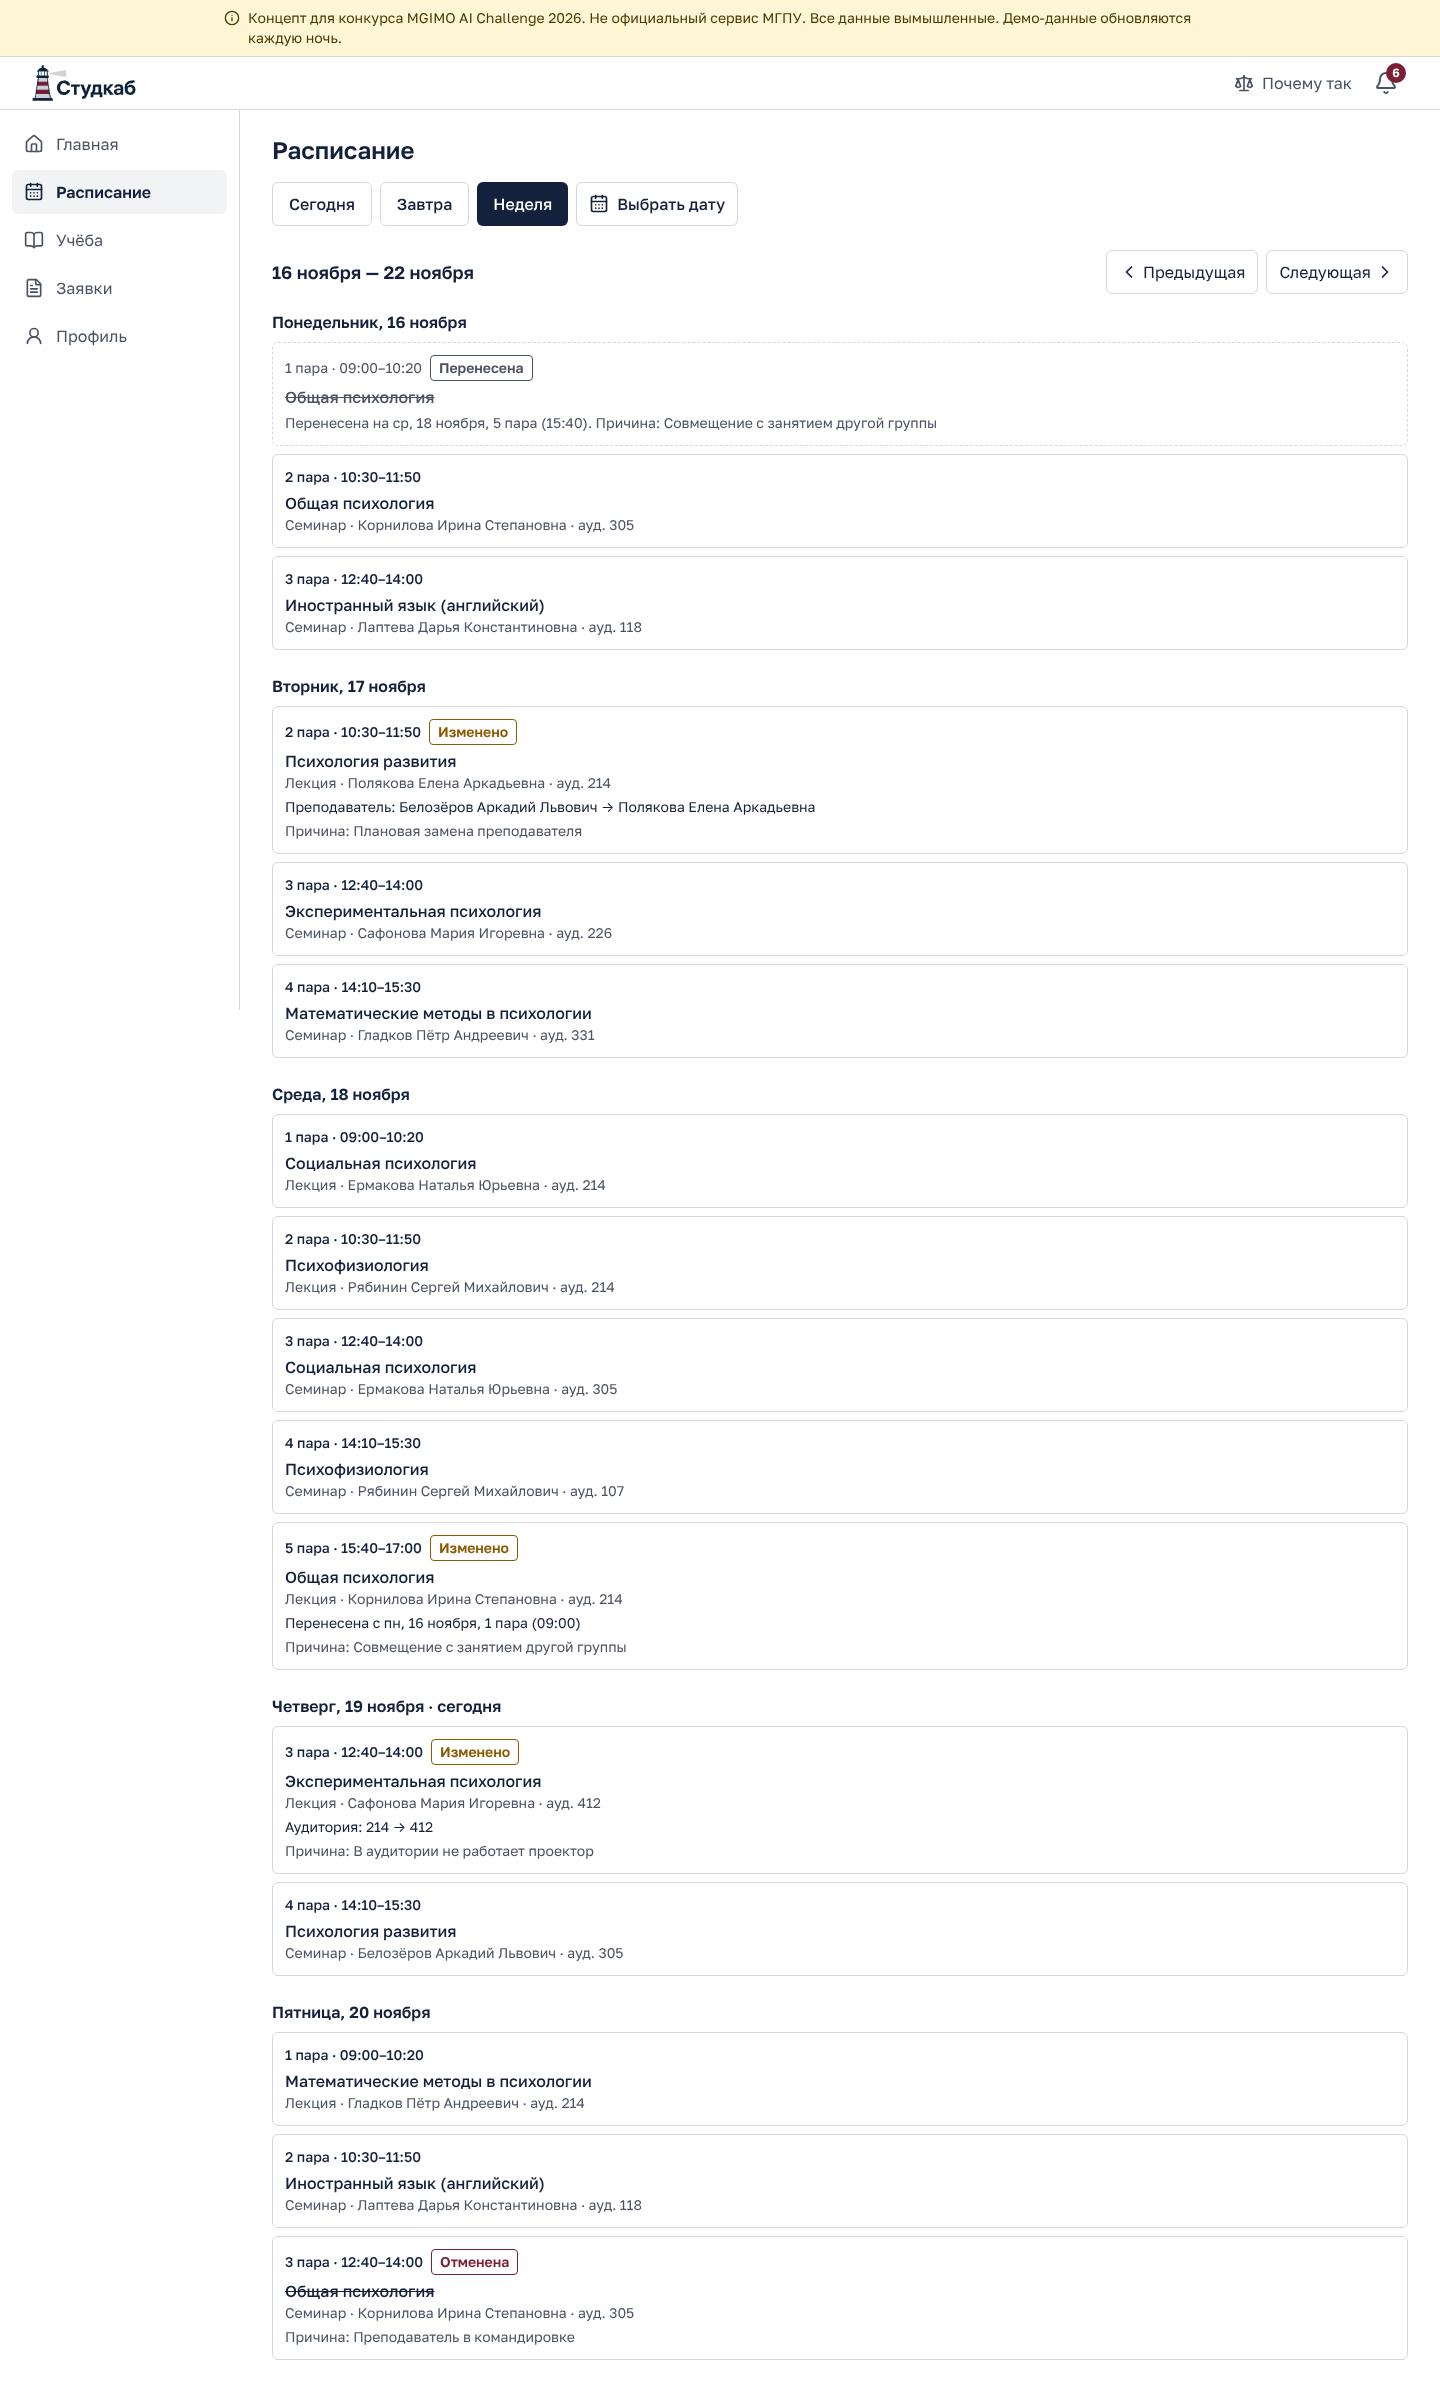 Концепт для конкурса MGIMO AI Challenge 2026. Не официальный сервис МГПУ. Все данные вымышленные. Демо-данные обновляются
каждую ночь.
Студкаб
Почему так
6
Главная
Расписание
Учёба
Заявки
Профиль
Расписание
Сегодня
Завтра
Неделя
Выбрать дату
16 ноября — 22 ноября
Предыдущая
Следующая
Понедельник, 16 ноября
1 пара · 09:00–10:20 Перенесена
Общая психология
Перенесена на ср, 18 ноября, 5 пара (15:40). Причина: Совмещение с занятием другой группы
2 пара · 10:30–11:50
Общая психология
Семинар · Корнилова Ирина Степановна · ауд. 305
3 пара · 12:40–14:00
Иностранный язык (английский)
Семинар · Лаптева Дарья Константиновна · ауд. 118
Вторник, 17 ноября
2 пара · 10:30–11:50 Изменено
Психология развития
Лекция · Полякова Елена Аркадьевна · ауд. 214
Преподаватель: Белозёров Аркадий Львович → Полякова Елена Аркадьевна
Причина: Плановая замена преподавателя
3 пара · 12:40–14:00
Экспериментальная психология
Семинар · Сафонова Мария Игоревна · ауд. 226
4 пара · 14:10–15:30
Математические методы в психологии
Семинар · Гладков Пётр Андреевич · ауд. 331
Среда, 18 ноября
1 пара · 09:00–10:20
Социальная психология
Лекция · Ермакова Наталья Юрьевна · ауд. 214
2 пара · 10:30–11:50
Психофизиология
Лекция · Рябинин Сергей Михайлович · ауд. 214
3 пара · 12:40–14:00
Социальная психология
Семинар · Ермакова Наталья Юрьевна · ауд. 305
4 пара · 14:10–15:30
Психофизиология
Семинар · Рябинин Сергей Михайлович · ауд. 107
5 пара · 15:40–17:00 Изменено
Общая психология
Лекция · Корнилова Ирина Степановна · ауд. 214
Перенесена с пн, 16 ноября, 1 пара (09:00)
Причина: Совмещение с занятием другой группы
Четверг, 19 ноября · сегодня
3 пара · 12:40–14:00 Изменено
Экспериментальная психология
Лекция · Сафонова Мария Игоревна · ауд. 412
Аудитория: 214 → 412
Причина: В аудитории не работает проектор
4 пара · 14:10–15:30
Психология развития
Семинар · Белозёров Аркадий Львович · ауд. 305
Пятница, 20 ноября
1 пара · 09:00–10:20
Математические методы в психологии
Лекция · Гладков Пётр Андреевич · ауд. 214
2 пара · 10:30–11:50
Иностранный язык (английский)
Семинар · Лаптева Дарья Константиновна · ауд. 118
3 пара · 12:40–14:00 Отменена
Общая психология
Семинар · Корнилова Ирина Степановна · ауд. 305
Причина: Преподаватель в командировке